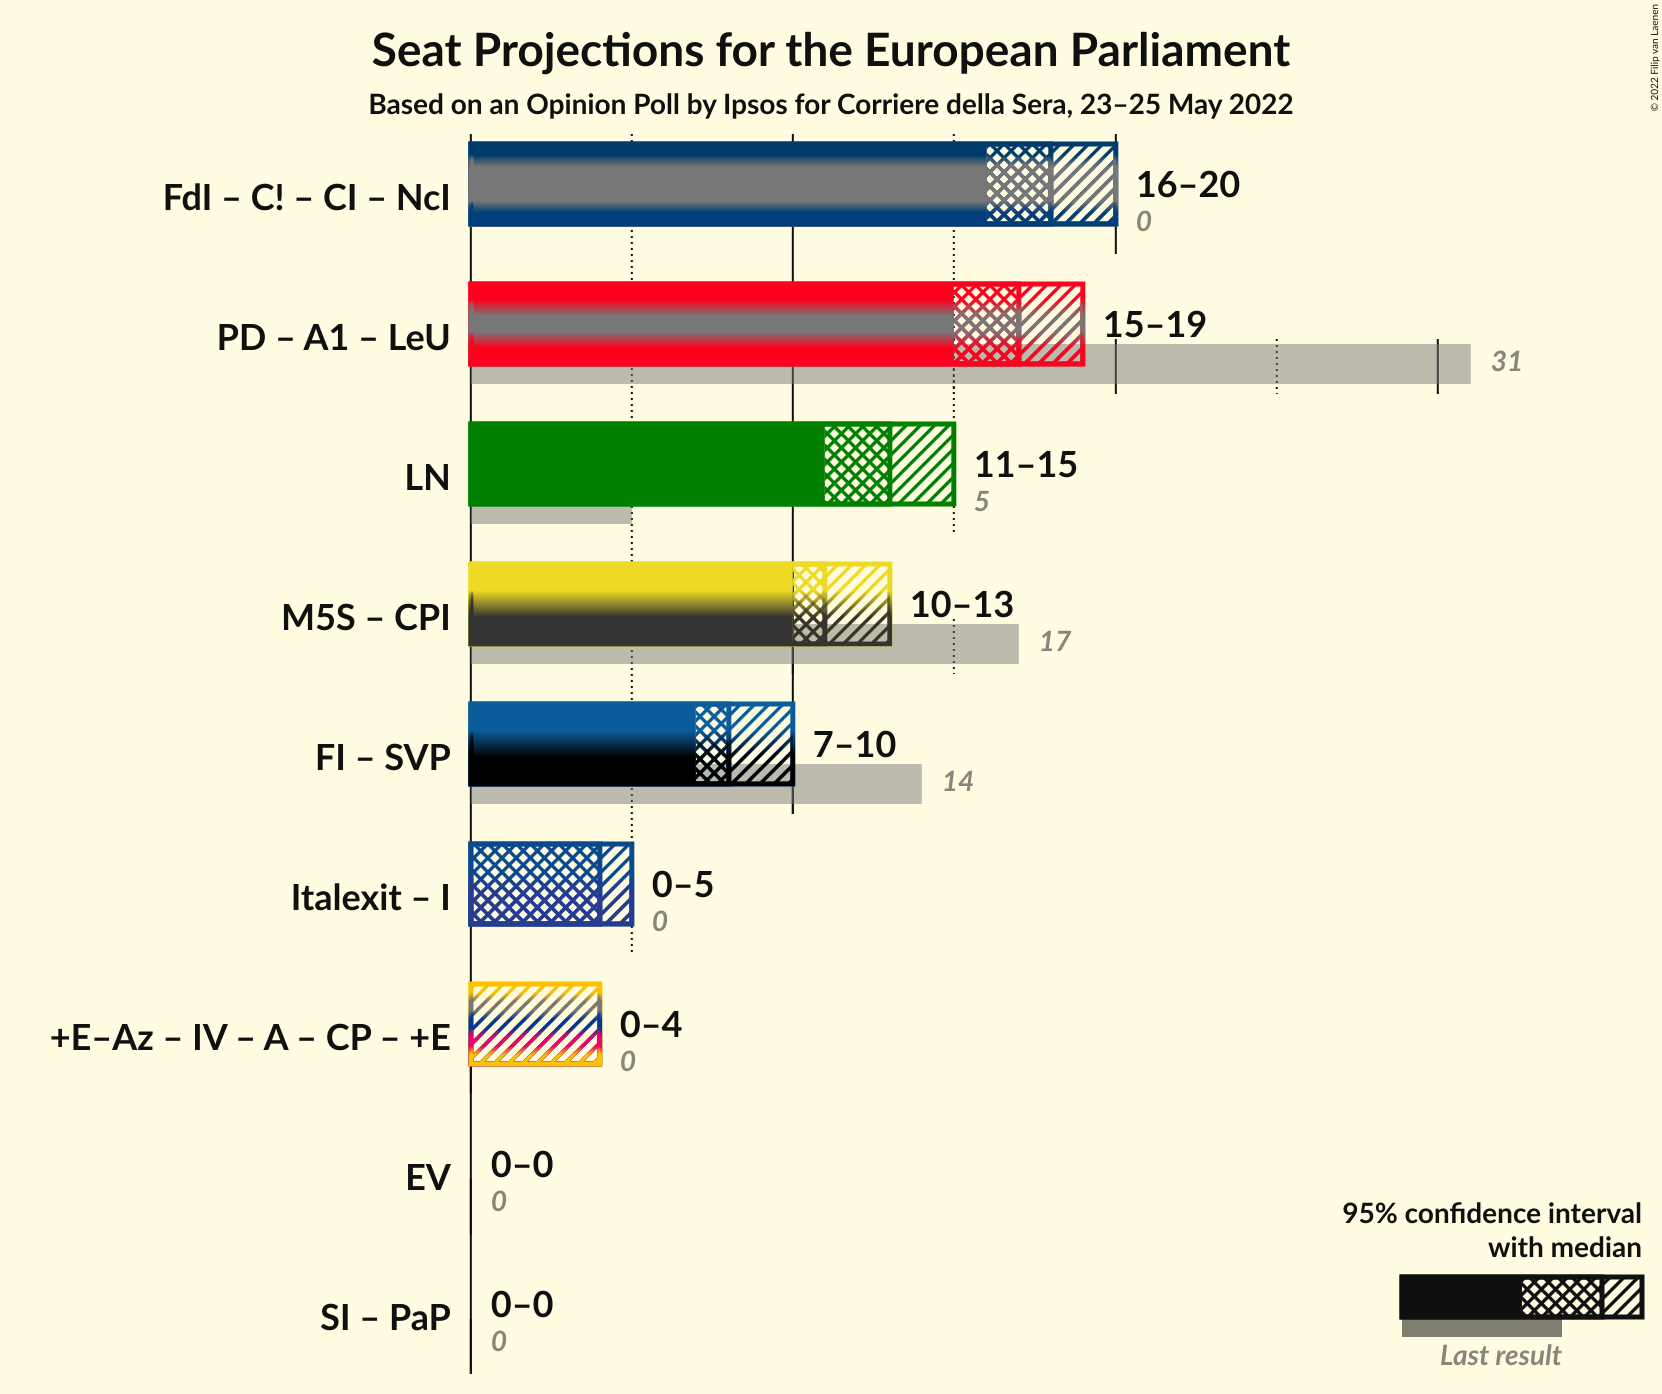 Seat Projections for the European Parliament
Based on an Opinion Poll by Ipsos for Corriere della Sera, 23–25 May 2022
© 2022 Filip van Laenen
FdI – C! – CI – NcI
16–20
0
PD – A1 – LeU
15–19
31
LN
11–15
5
M5S – CPI
10–13
17
FI – SVP
7–10
14
Italexit – I
0–5
0
+E–Az – IV – A – CP – +E
0–4
0
EV
0–0
0
SI – PaP
0–0
0
95% confidence interval
with median
Last result